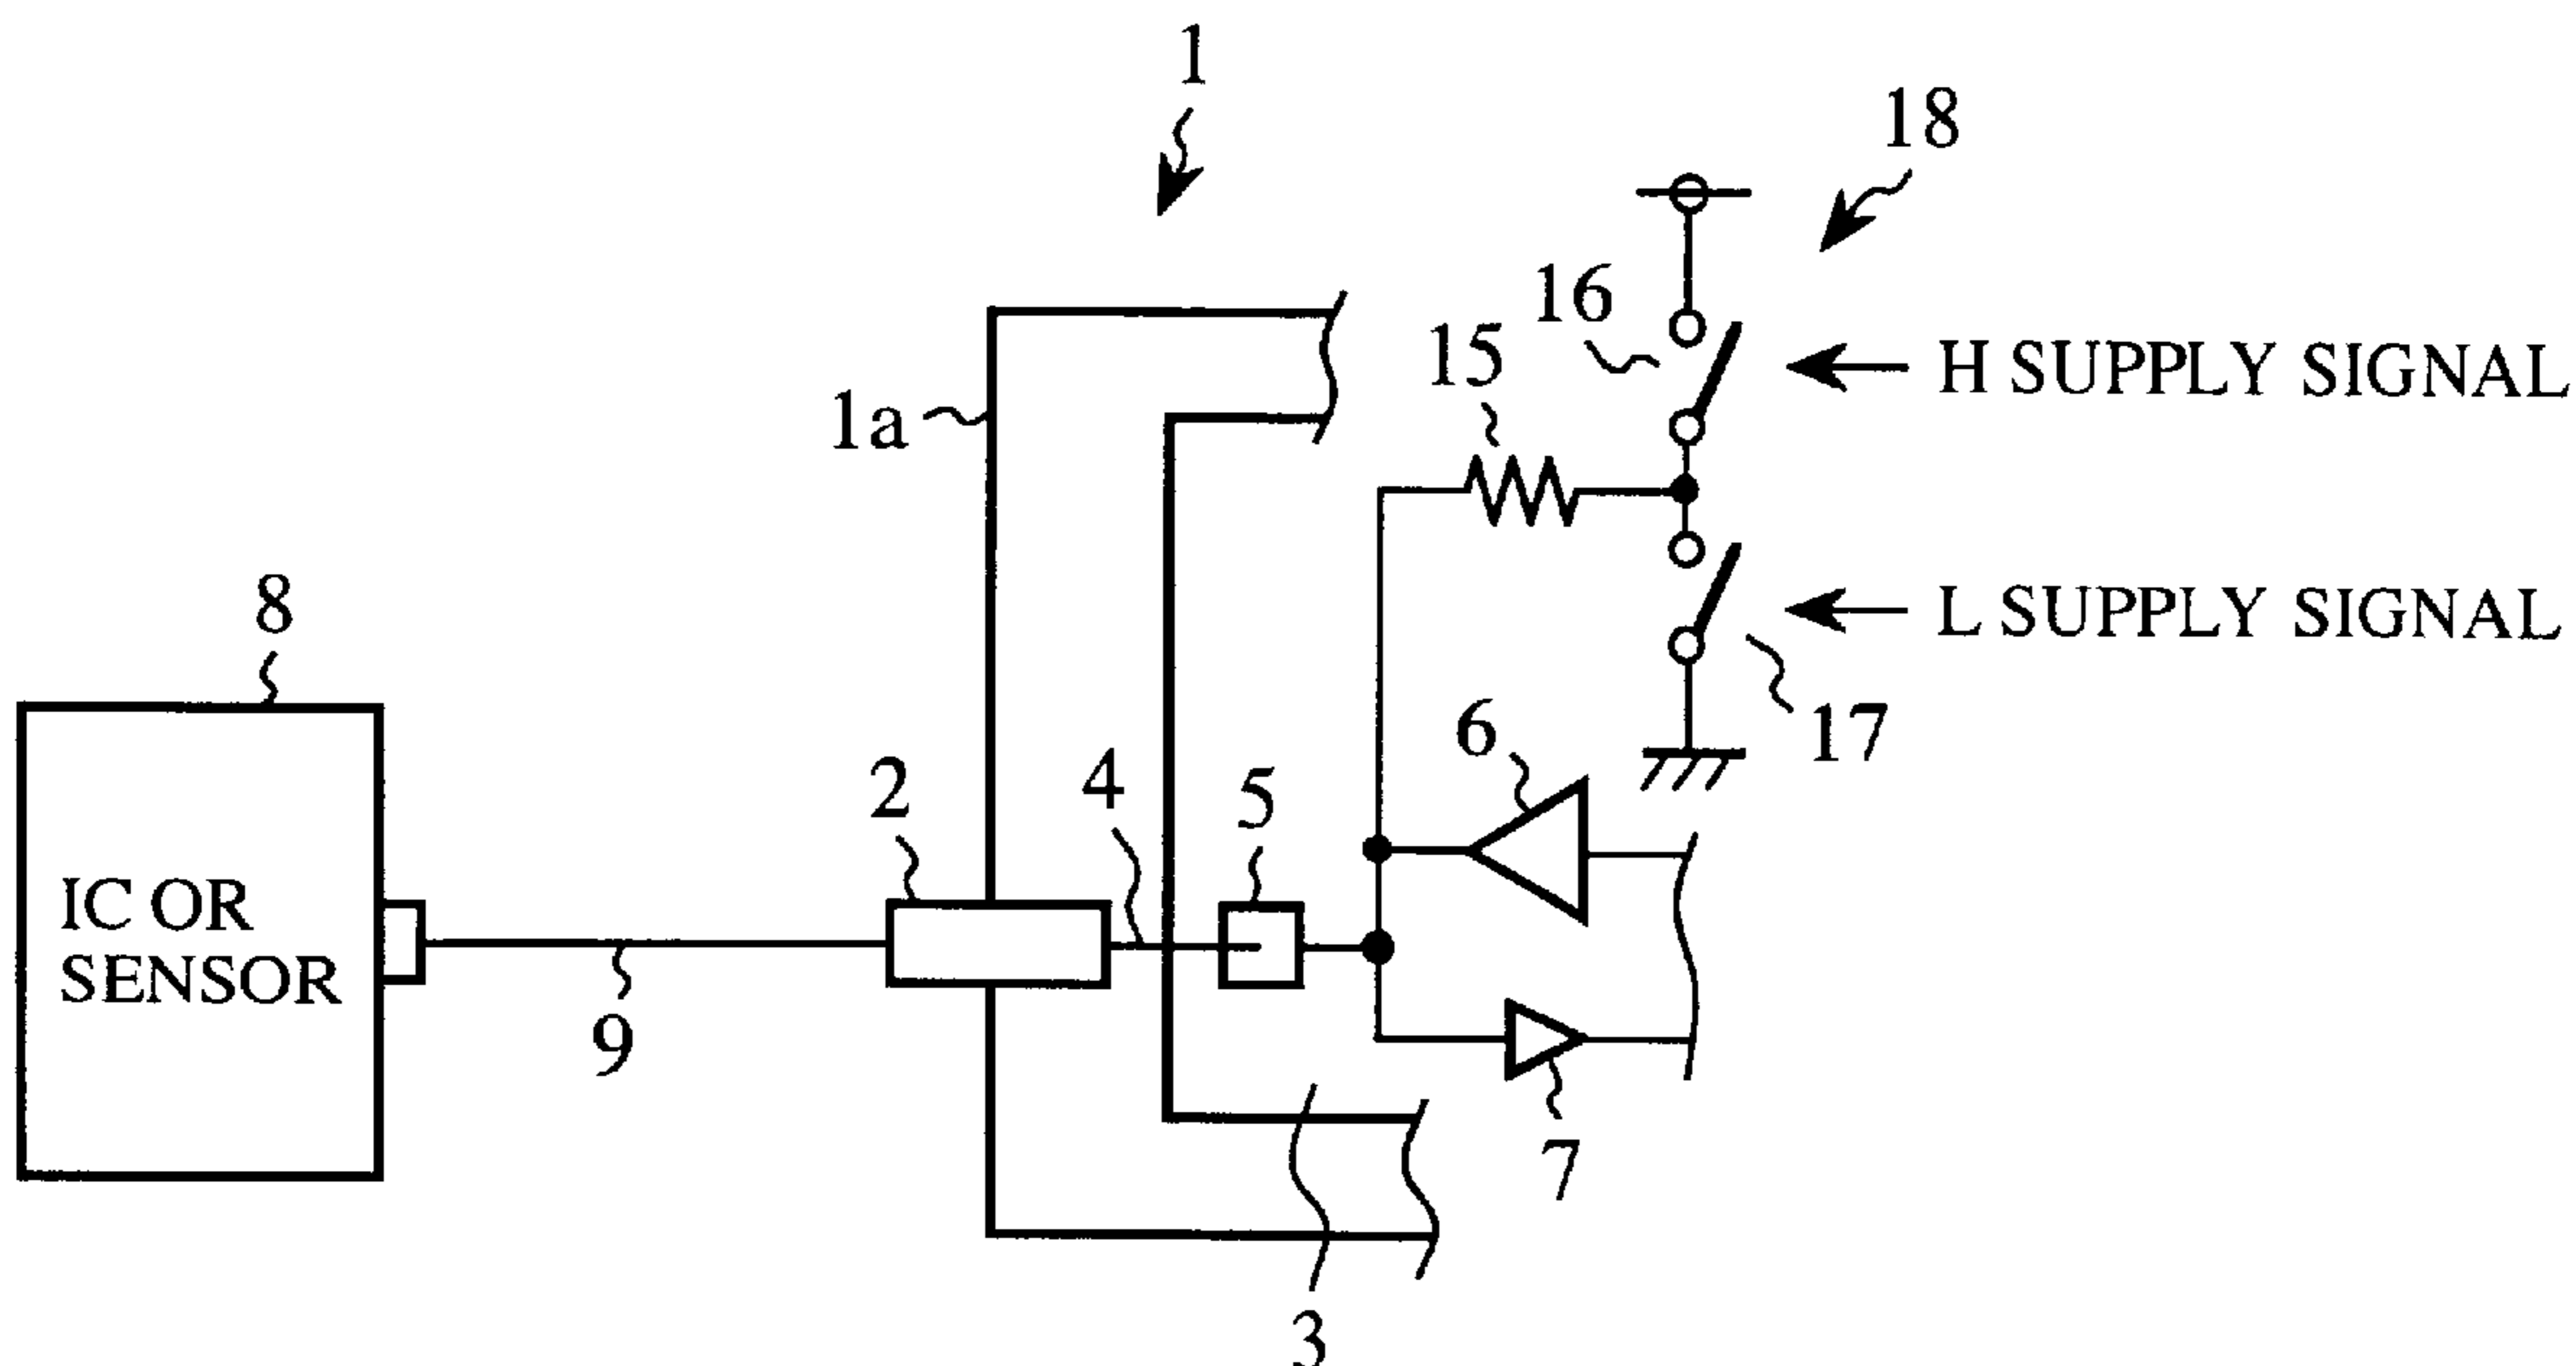 1
18
16
H SUPPLY SIGNAL
15
1a
8
L SUPPLY SIGNAL
17
6
2
4
5
IC OR
SENSOR
9
7
3